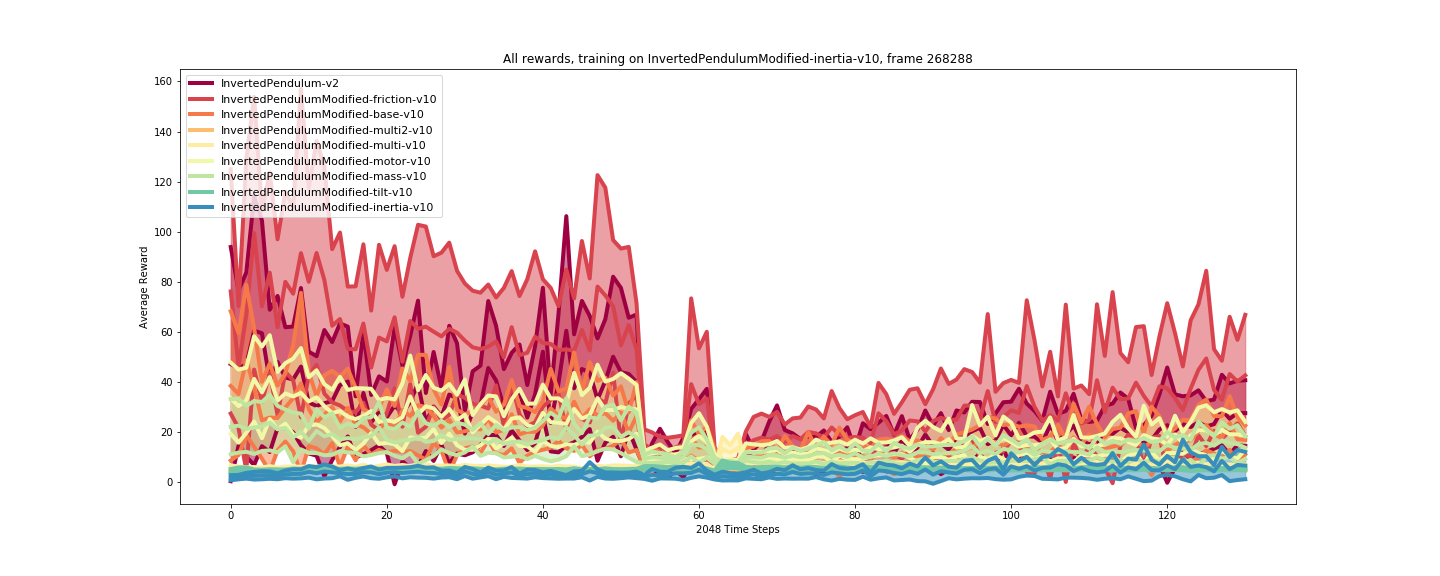 All rewards, training on InvertedPendulumModified-inertia-v10, frame 268288
InvertedPendulum-v2
InvertedPendulumModified-friction-v10
InvertedPendulumModified-base-v10
InvertedPendulumModified-multi2-v10
InvertedPendulumModified-multi-v10
InvertedPendulumModified-motor-v10
InvertedPendulumModified-mass-v10
InvertedPendulumModified-tilt-v10
InvertedPendulumModified-inertia-v10
160
140
120
100
80
60
40
20
0
Average Reward
0 20 40 60 80 100 120
2048 Time Steps